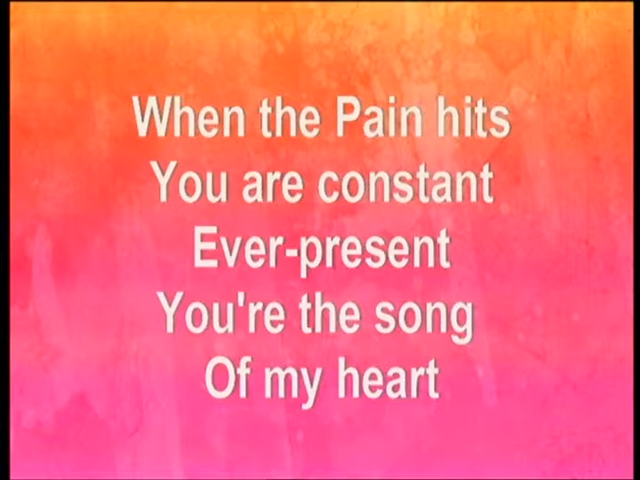 When the Pain hits
You are constant
Ever-present
You're the song
Of my heart